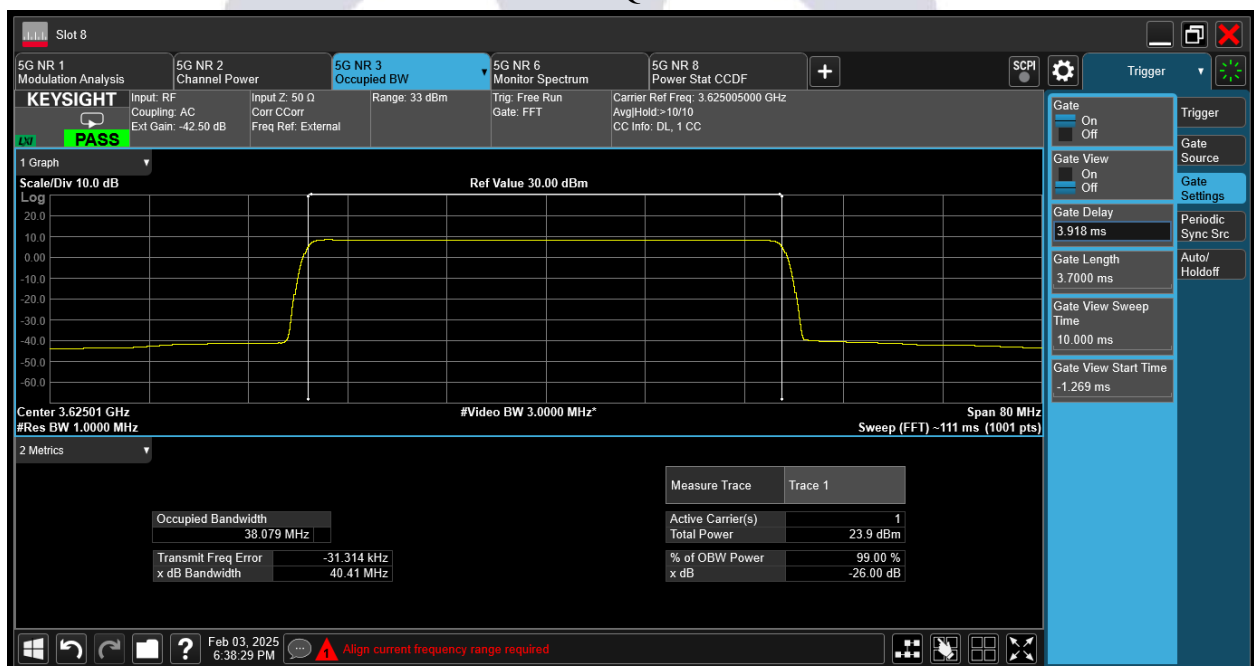 Slot 8
5G NR 1
Modulation Analysis
5G NR 2
Channel Power
5G NR 3
Occupied BW
5G NR 6
Monitor Spectrum
5G NR 8
Power Stat CCDF
+
SCPI
Trigger
KEYSIGHT
LXI
PASS
Input: RF
Coupling: AC
Ext Gain: -42.50 dB
Input Z: 50 Ω
Corr CCorr
Freq Ref: External
Range: 33 dBm
Trig: Free Run
Gate: FFT
Carrier Ref Freq: 3.625005000 GHz
Avg|Hold:>10/10
CC Info: DL, 1 CC
1 Graph
Scale/Div 10.0 dB
Ref Value 30.00 dBm
Log
20.0
10.0
0.00
-10.0
-20.0
-30.0
-40.0
-50.0
-60.0
Center 3.62501 GHz
#Video BW 3.0000 MHz*
Span 80 MHz
#Res BW 1.0000 MHz
Sweep (FFT) ~111 ms (1001 pts)
2 Metrics
Measure Trace Trace 1
Occupied Bandwidth
38.079 MHz
Transmit Freq Error -31.314 kHz
x dB Bandwidth 40.41 MHz
Active Carrier(s) 1
Total Power 23.9 dBm
% of OBW Power 99.00 %
x dB -26.00 dB
Gate
On
Off
Gate View
On
Off
Gate Delay
3.918 ms
Gate Length
3.7000 ms
Gate View Sweep
Time
10.000 ms
Gate View Start Time
-1.269 ms
Trigger
Gate
Source
Gate
Settings
Periodic
Sync Src
Auto/
Holdoff
?
Feb 03, 2025
6:38:29 PM
1
Align current frequency range required